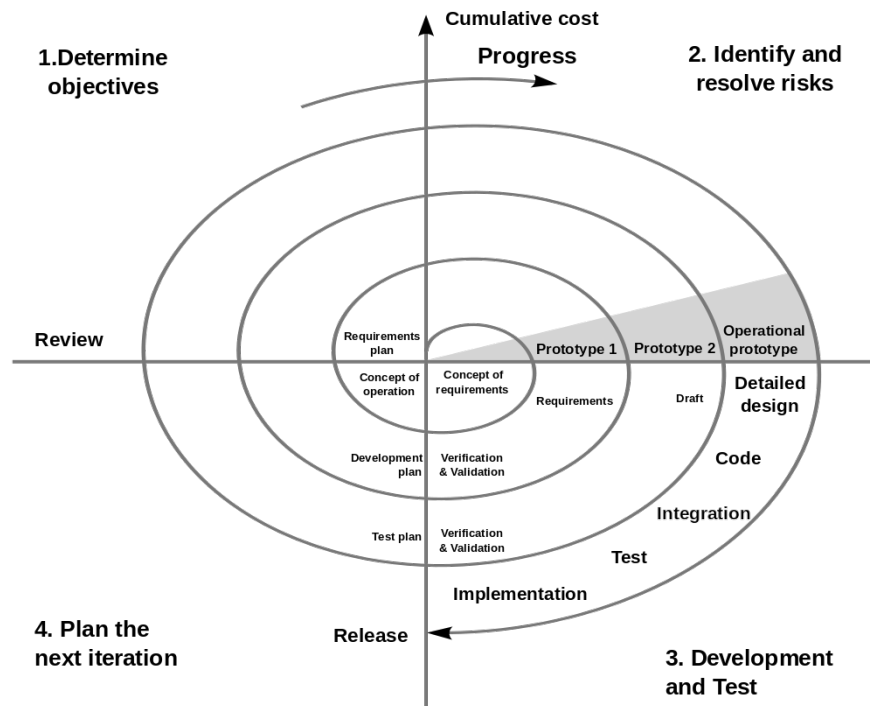 Cumulative cost
1.Determine
objectives
Progress
2. Identify and
resolve risks
Review
Requirements
plan
Prototype 1
Prototype 2
Operational
prototype
Concept of
operation
Concept of
requirements
Requirements
Draft
Detailed
design
Development
plan
Verification
& Validation
Code
Integration
Test plan
Verification
& Validation
Test
Implementation
4. Plan the
next iteration
Release
3. Development
and Test